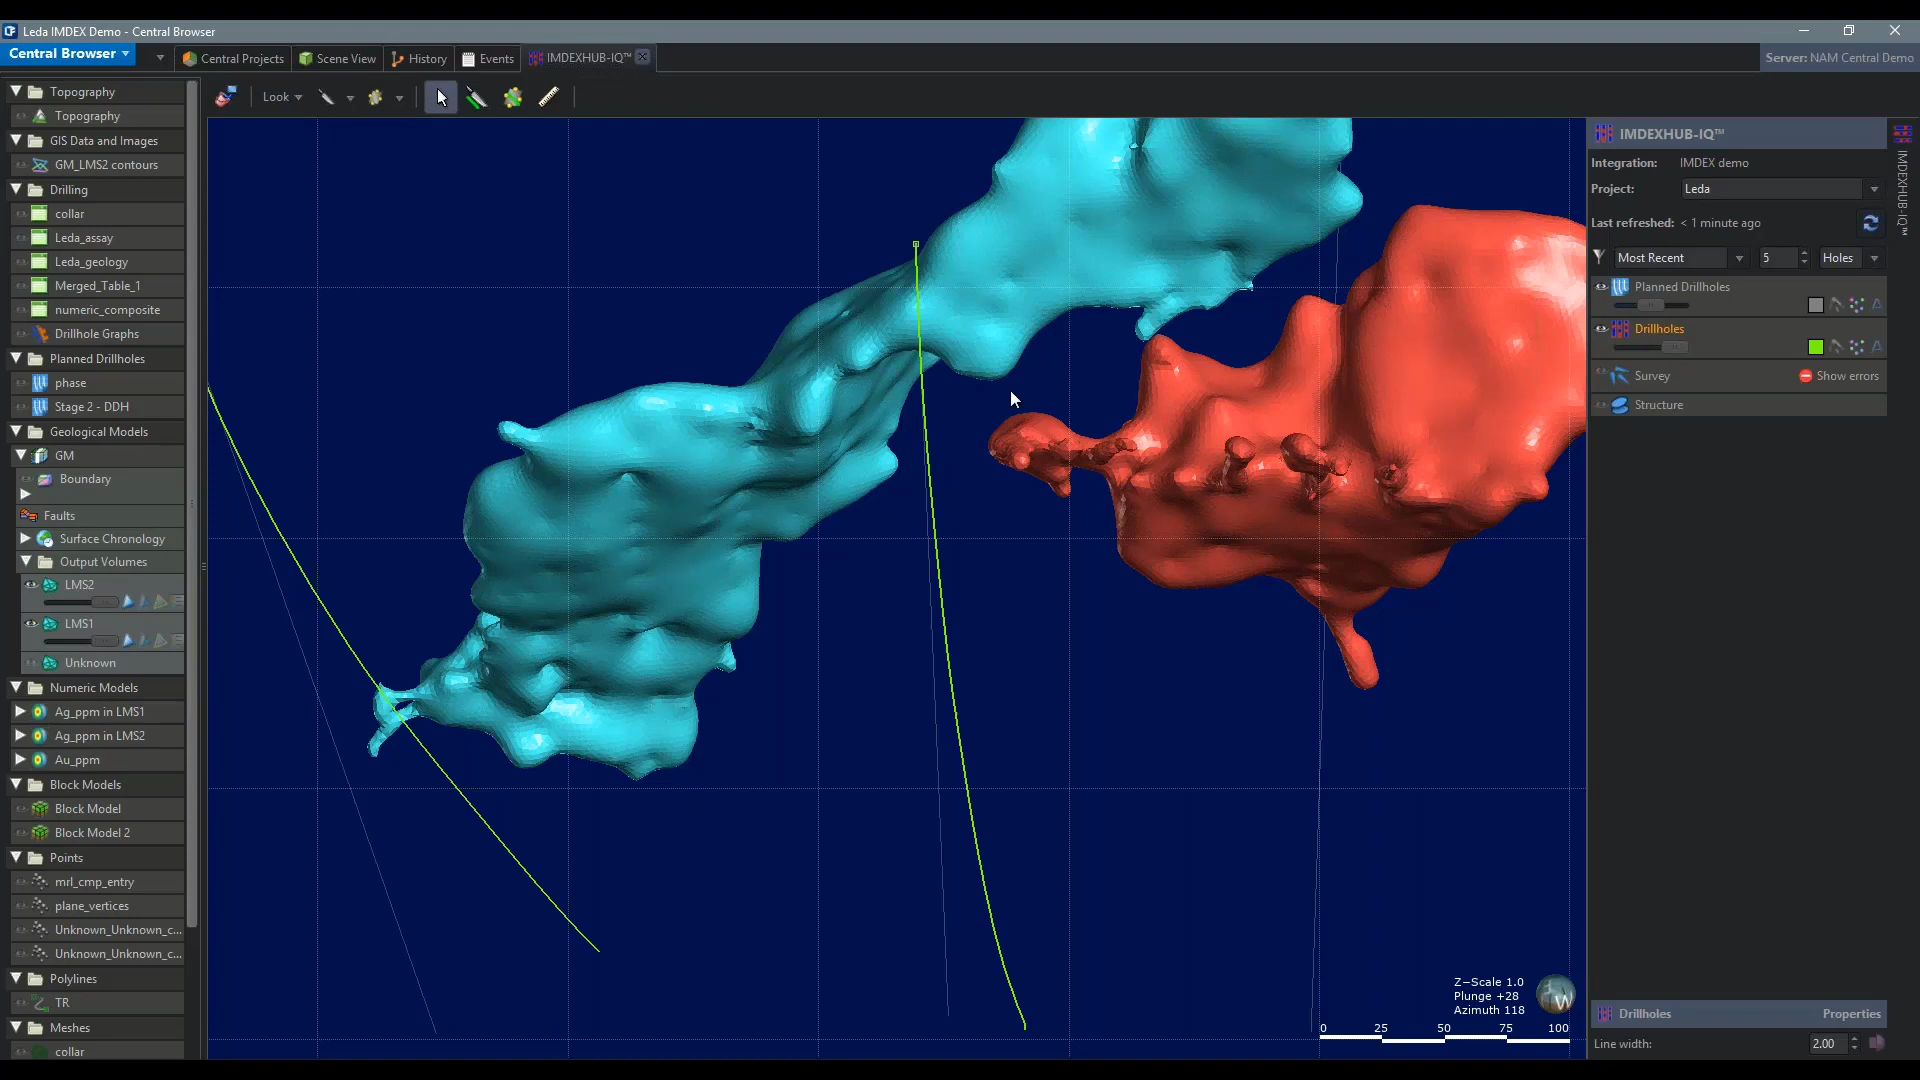 Leda IMDEX Demo - Central Browser
Central Browser
Central Projects
Scene View
History
Events
IMDEXHUB-IQ™
Server: NAM Central Demo
Look
Topography
Topography
GIS Data and Images
GM_LMS2 contours
Drilling
collar
Leda_assay
Leda_geology
Merged_Table_1
numeric_composite
Drillhole Graphs
Planned Drillholes
phase
Stage 2 - DDH
Geological Models
GM
Boundary
Faults
Surface Chronology
Output Volumes
LMS2
LMS1
Unknown
Numeric Models
Ag_ppm in LMS1
Ag_ppm in LMS2
Au_ppm
Block Models
Block Model
Block Model 2
Points
mrl_cmp_entry
plane_vertices
Unknown_Unknown_c...
Unknown_Unknown_c...
Polylines
TR
Meshes
collar
Z-Scale 1.0
Plunge +28
Azimuth 118
W
0 25 50 75 100
IMDEXHUB-IQ™
Integration: IMDEX demo
Project: Leda
Last refreshed: < 1 minute ago
Most Recent 5 Holes
Planned Drillholes
Drillholes
Survey Show errors
Structure
IMDEXHUB-IQ™
Drillholes Properties
Line width: 2.00